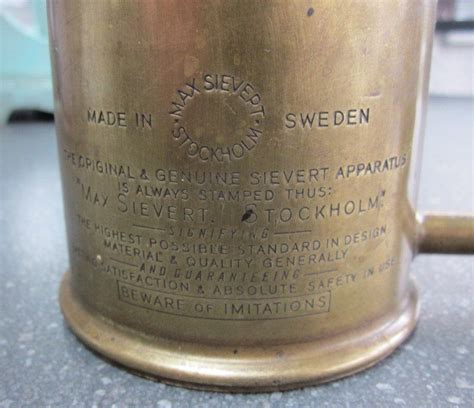 MAX SIEVERT
STOCKHOLM
MADE IN SWEDEN
THE ORIGINAL & GENUINE SIEVERT APPARATUS
IS ALWAYS STAMPED THUS:
"MAX SIEVERT. STOCKHOLM."
SIGNIFYING
THE HIGHEST POSSIBLE STANDARD IN DESIGN
MATERIAL & QUALITY GENERALLY
AND GUARANTEEING
SATISFACTION & ABSOLUTE SAFETY IN USE
BEWARE OF IMITATIONS